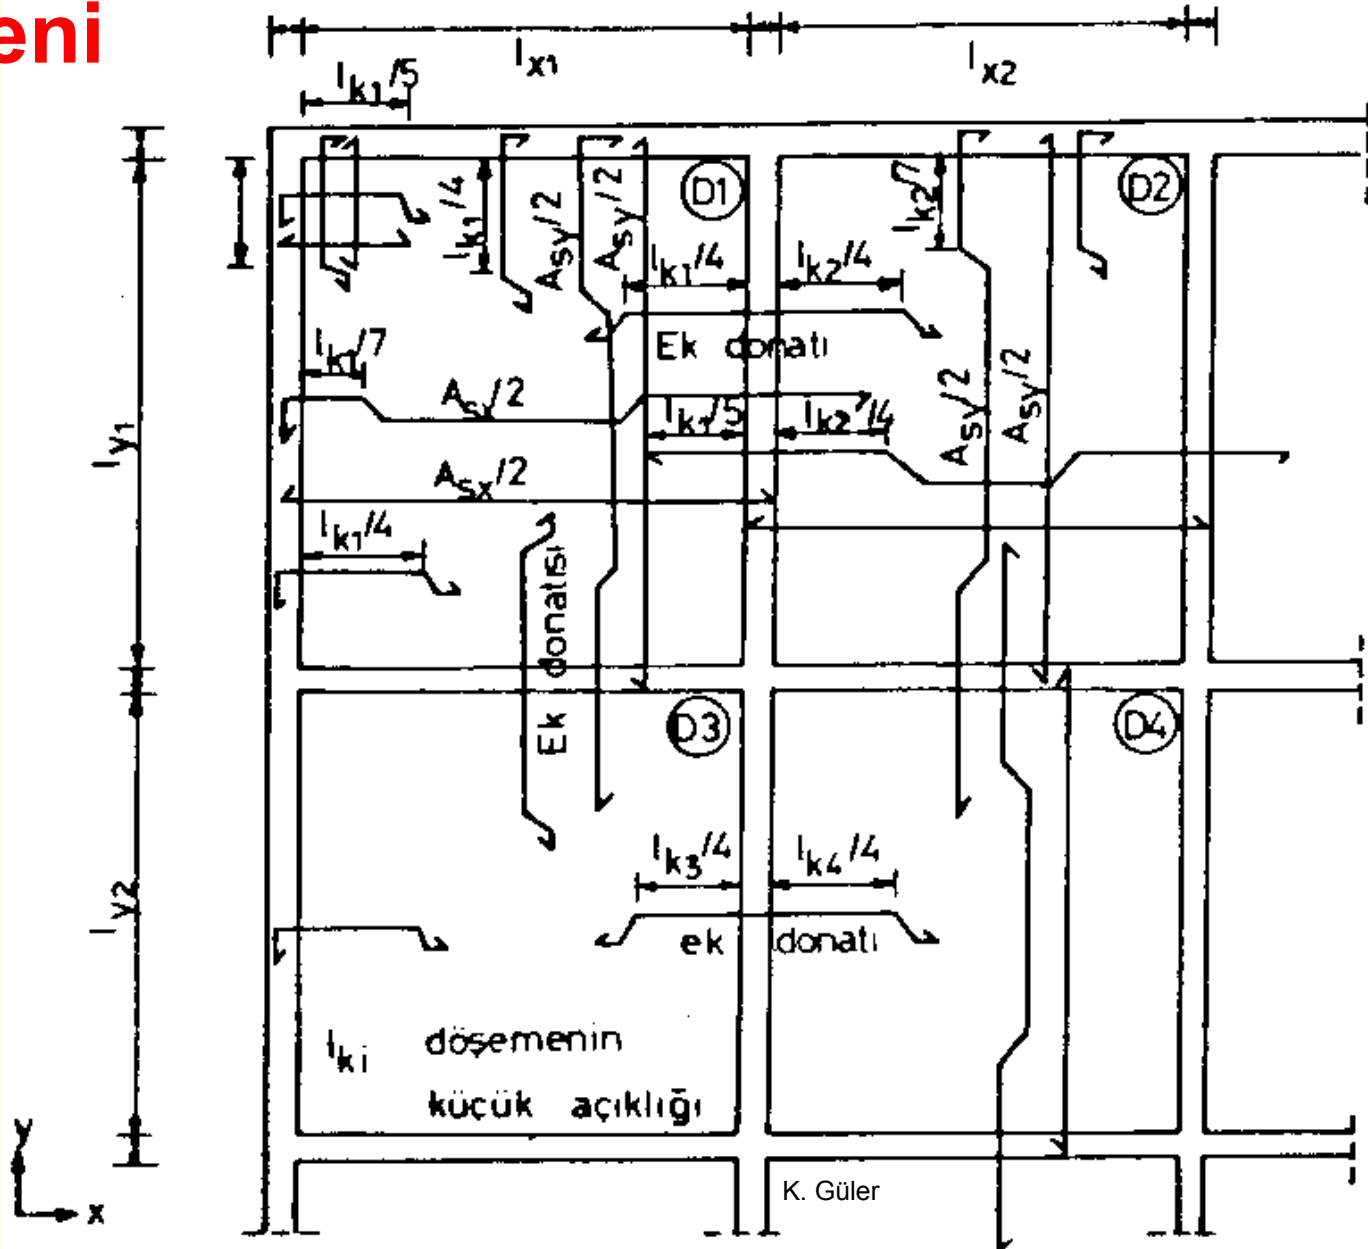 eni
lx1
lx2
lk1/5
D1
D2
lk1/4
Asy/2
Asy/2
lk2/7
lk1/4
lk2/4
Ek donatı
lk1/7
Asx/2
lk1/5
lk2/4
Asy/2
Asy/2
ly1
Asx/2
lk1/4
Ek donatısı
D3
D4
lk3/4
lk4/4
ly2
ek donatı
lki döşemenin
küçük açıklığı
y
x
K. Güler